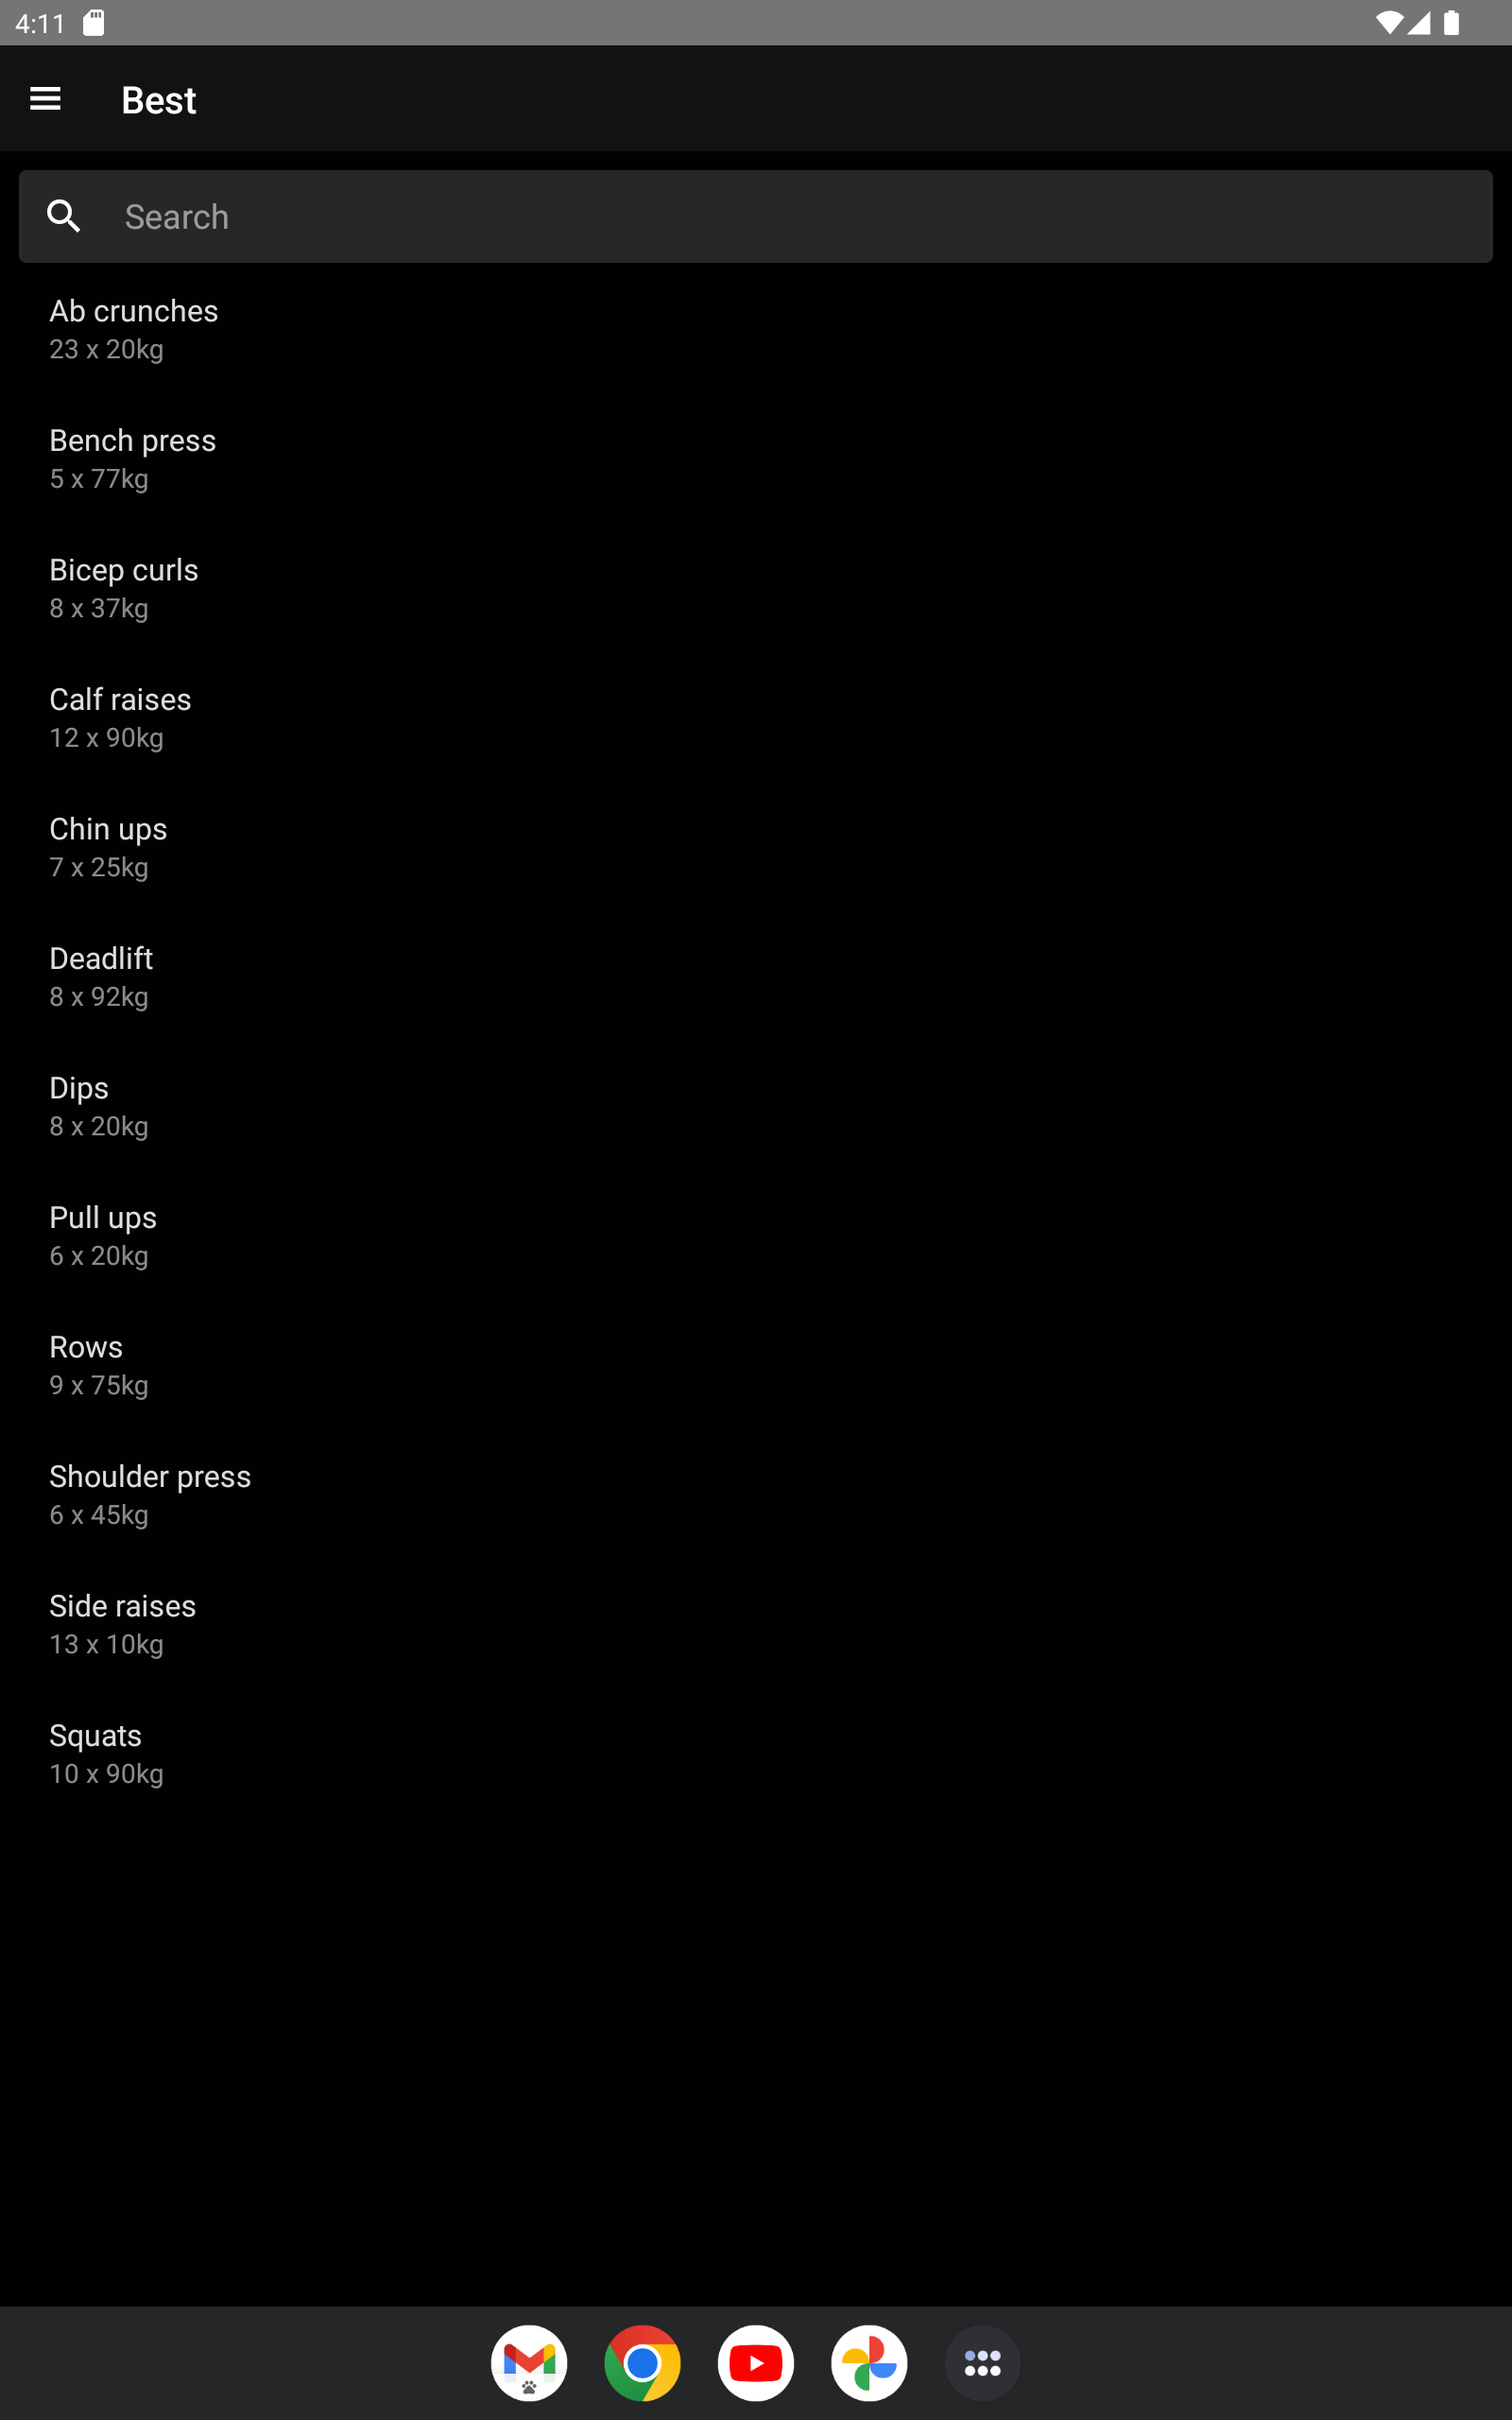 4:11
Best
Search
Ab crunches
23 x 20kg
Bench press
5 x 77kg
Bicep curls
8 x 37kg
Calf raises
12 x 90kg
Chin ups
7 x 25kg
Deadlift
8 x 92kg
Dips
8 x 20kg
Pull ups
6 x 20kg
Rows
9 x 75kg
Shoulder press
6 x 45kg
Side raises
13 x 10kg
Squats
10 x 90kg